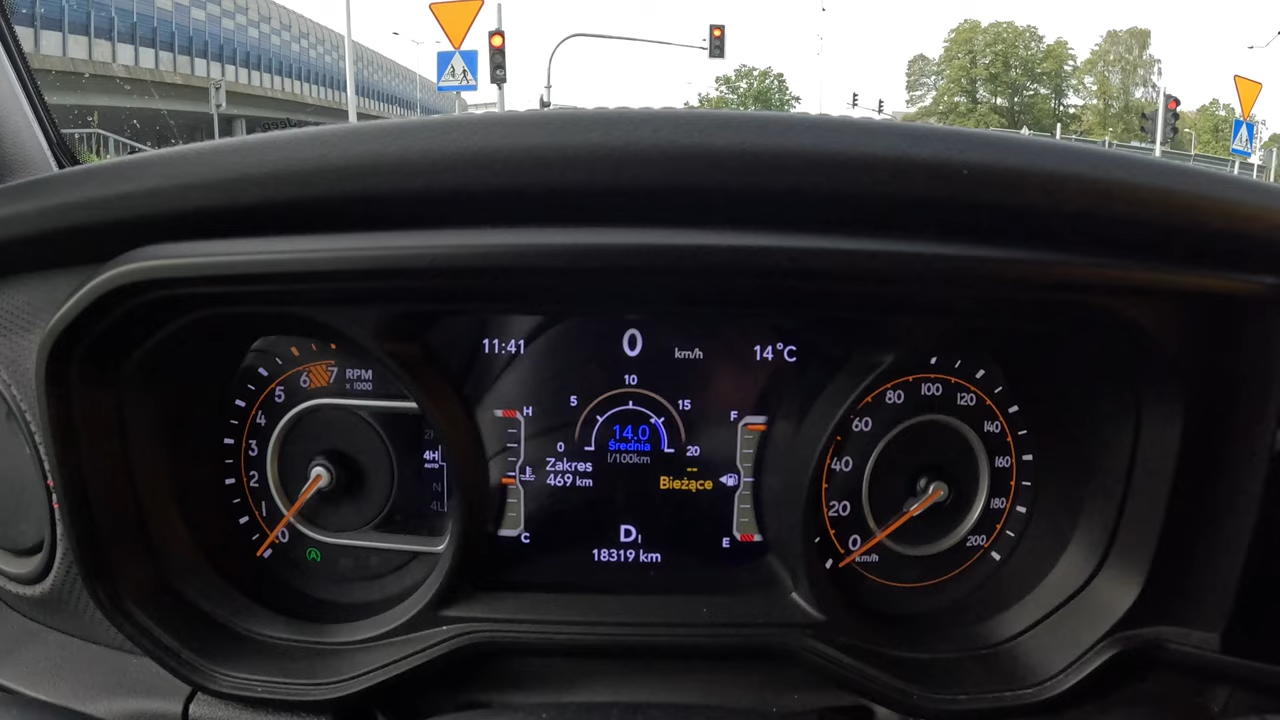 11:41
0 km/h
14°C
0 1 2 3 4 5 6 7
RPM
x 1000
4H
AUTO
N
4L
H
C
0 5 10 15 20
14.0
Średnia
l/100km
Zakres
469 km
--
Bieżące
F
E
D
18319 km
0 20 40 60 80 100 120 140 160 180 200
km/h